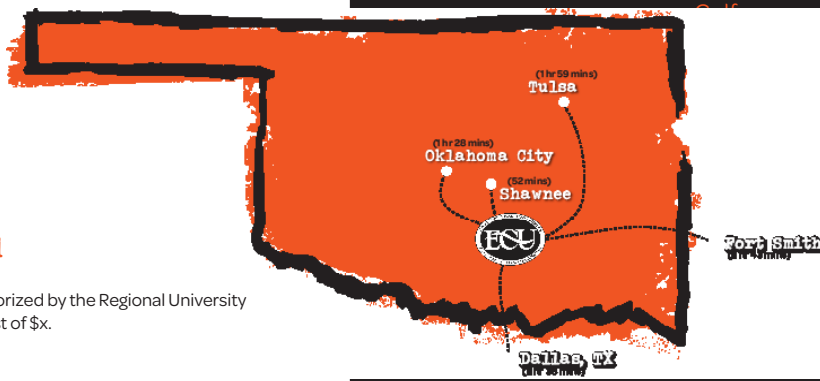 (1 hr 59 mins)
Tulsa
(1 hr 28 mins)
Oklahoma City
(52 mins)
Shawnee
ECU
Fort Smith
by the Regional University
of $x.
Dallas, TX